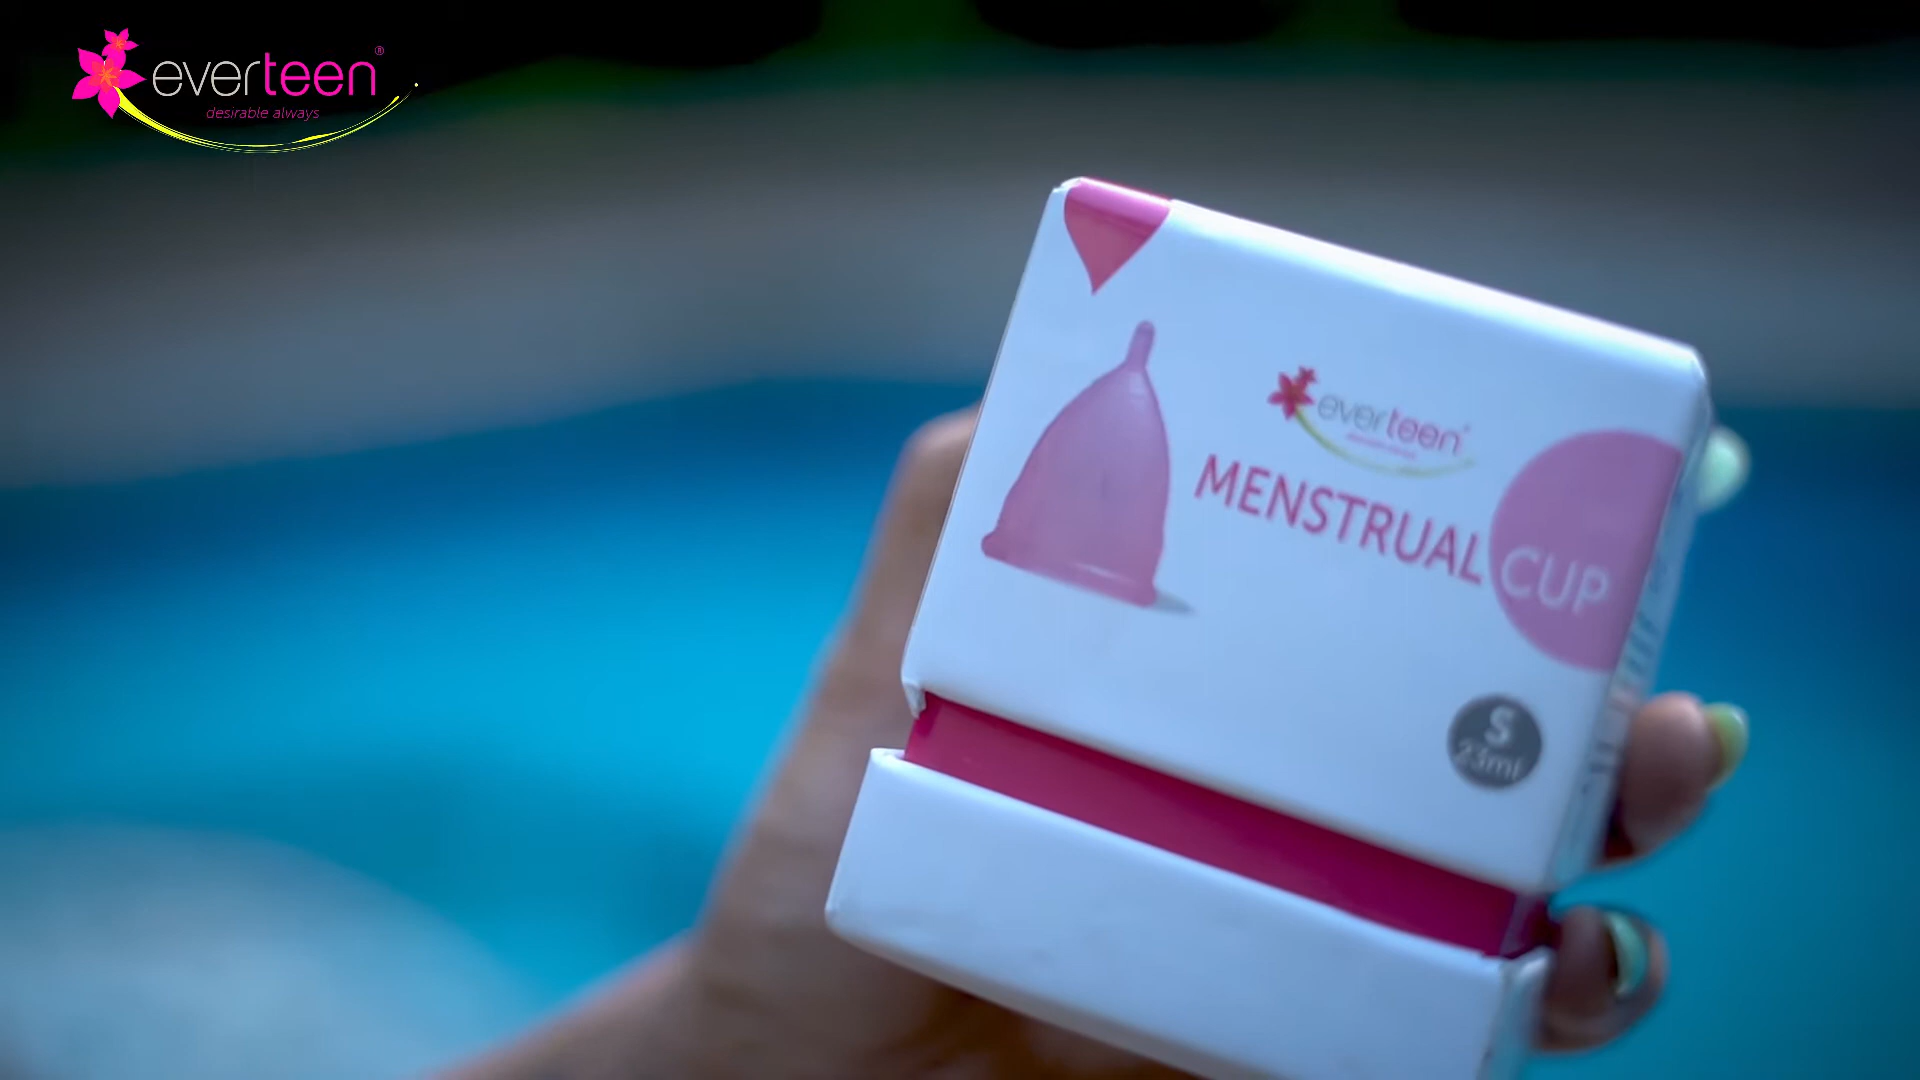 everteen®
desirable always
everteen
MENSTRUAL CUP
S
23ml